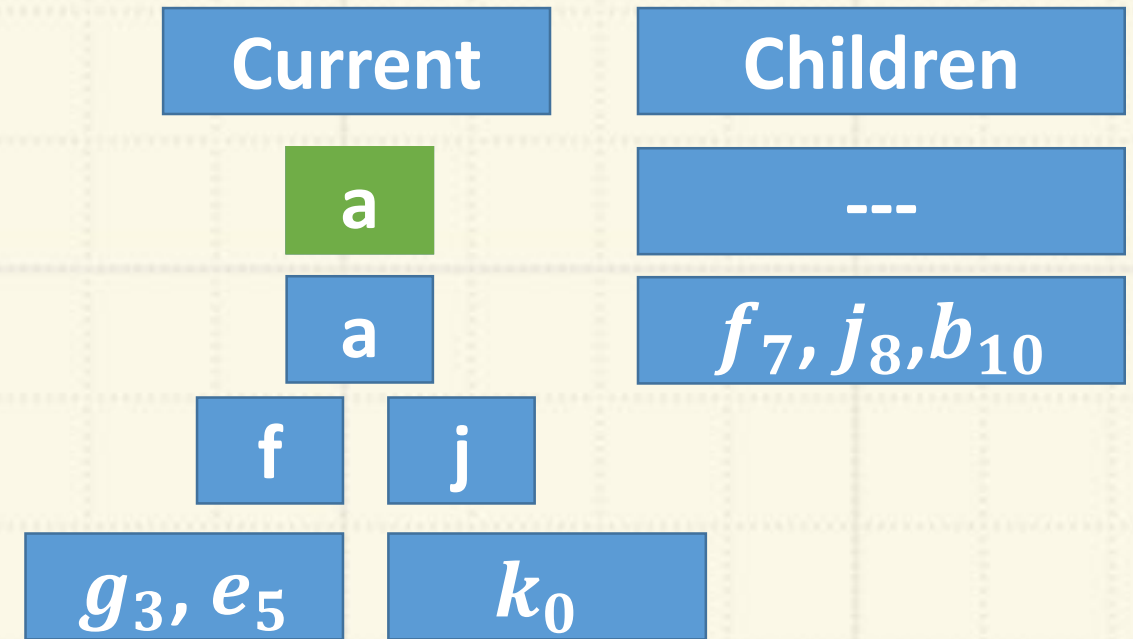 Current Children
a ---
a f₇, j₈,b₁₀
f j
g₃, e₅ k₀